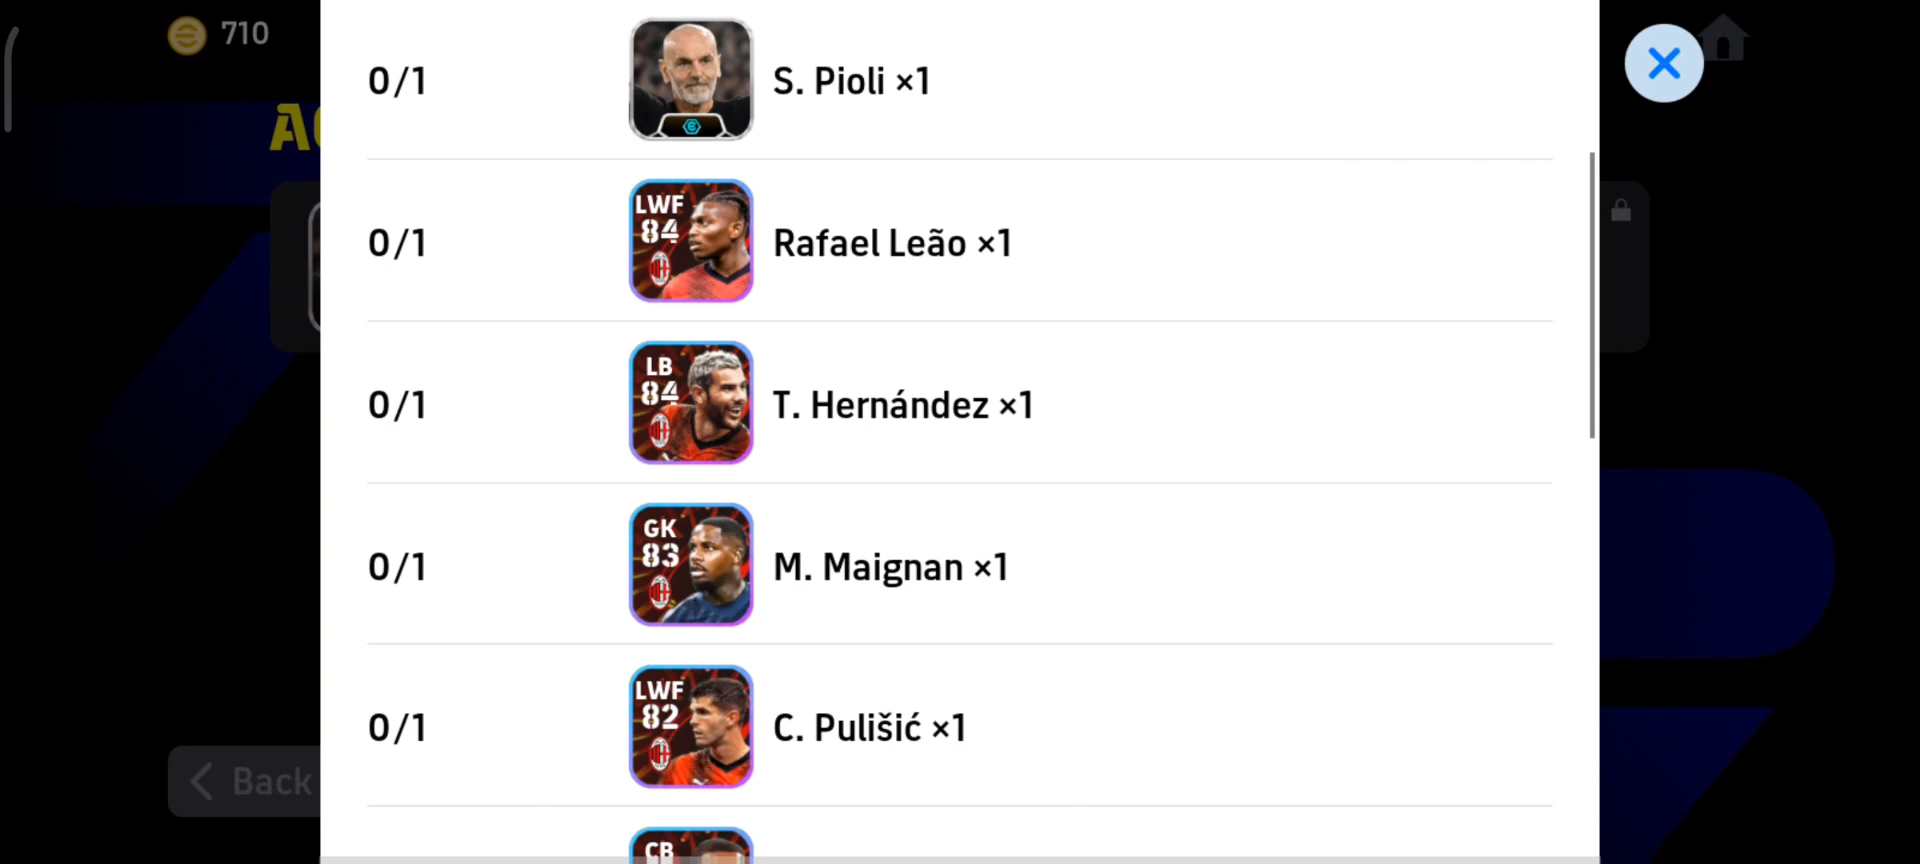 710
0/1
S. Pioli ×1
A
0/1
LWF
84
Rafael Leão ×1
0/1
LB
84
T. Hernández ×1
0/1
GK
83
M. Maignan ×1
0/1
LWF
82
C. Pulišić ×1
Back
CB